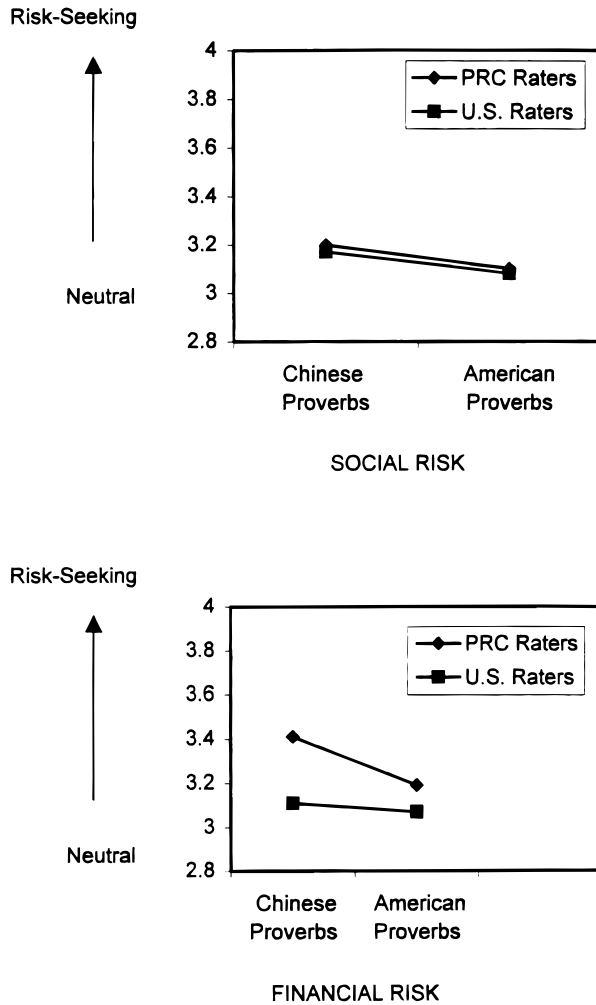 Risk-Seeking
4
3.8
3.6
3.4
3.2
3
2.8
Neutral
PRC Raters
U.S. Raters
Chinese
Proverbs
American
Proverbs
SOCIAL RISK
Risk-Seeking
4
3.8
3.6
3.4
3.2
3
2.8
Neutral
PRC Raters
U.S. Raters
Chinese
Proverbs
American
Proverbs
FINANCIAL RISK